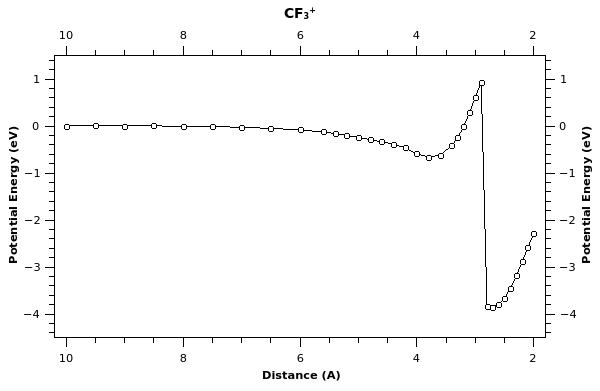 CF₃⁺
10 8 6 4 2
1 1
0 0
−1 −1
−2 −2
−3 −3
−4 −4
Potential Energy (eV)
Potential Energy (eV)
10 8 6 4 2
Distance (A)